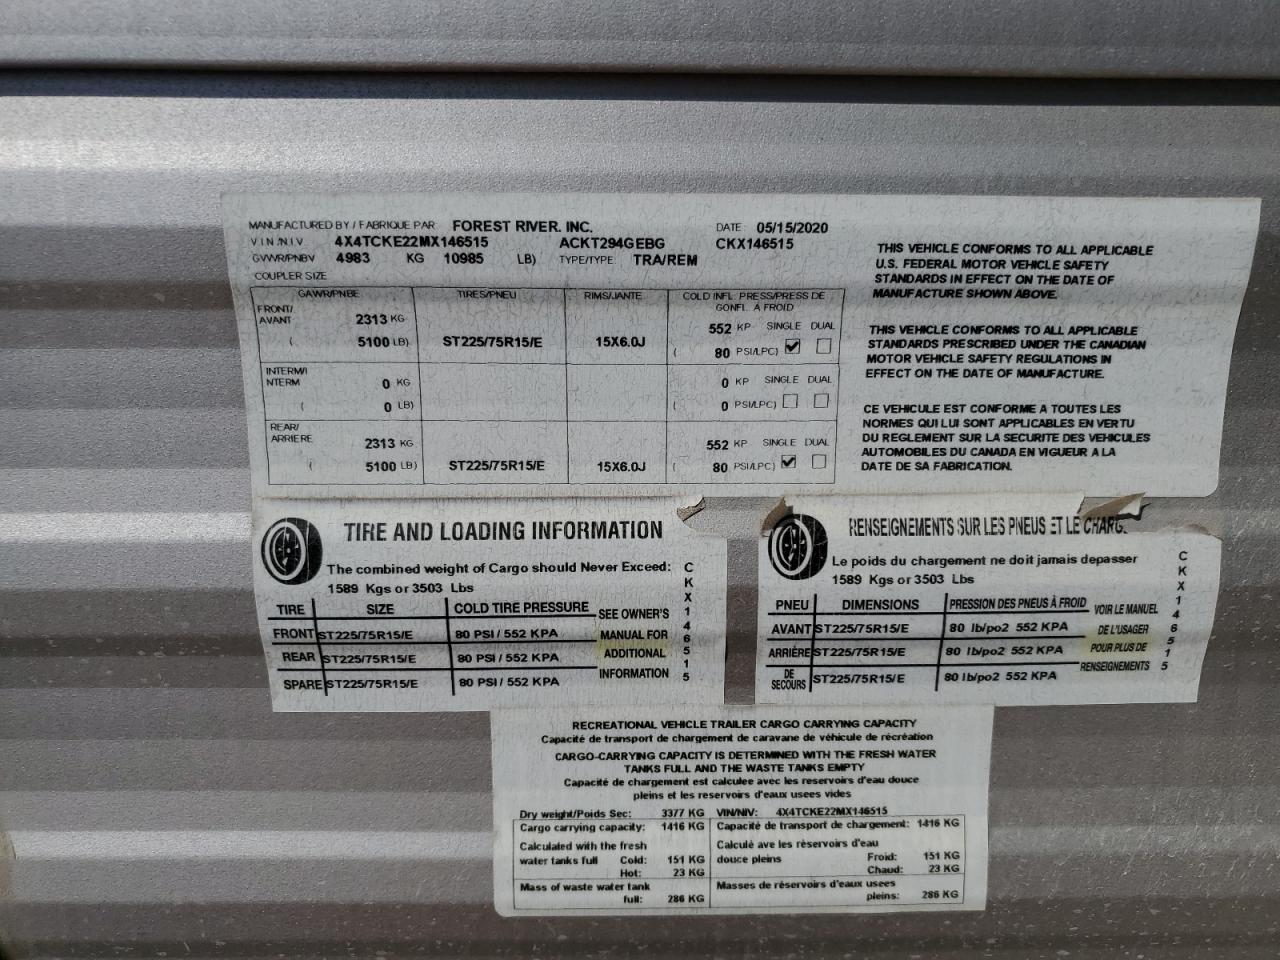 MANUFACTURED BY / FABRIQUE PAR FOREST RIVER. INC. DATE 05/15/2020
VIN/NIV 4X4TCKE22MX146515 ACKT294GEBG CKX146515
GVWR/PNBV 4983 KG 10985 LB) TYPE/TYPE TRA/REM
COUPLER SIZE
GAWR/PNBE TIRES/PNEU RIMS/JANTE COLD INFL. PRESS/PRESS DE GONFL. A FROID
FRONT/ AVANT 2313 KG 552 KP SINGLE DUAL
( 5100 LB) ST225/75R15/E 15X6.0J ( 80 PSI/LPC)
INTERM/I NTERM 0 KG 0 KP SINGLE DUAL
( 0 LB) ( 0 PSI/LPC)
REAR/ ARRIERE 2313 KG 552 KP SINGLE DUAL
( 5100 LB) ST225/75R15/E 15X6.0J ( 80 PSI/LPC)
THIS VEHICLE CONFORMS TO ALL APPLICABLE
U.S. FEDERAL MOTOR VEHICLE SAFETY
STANDARDS IN EFFECT ON THE DATE OF
MANUFACTURE SHOWN ABOVE.
THIS VEHICLE CONFORMS TO ALL APPLICABLE
STANDARDS PRESCRIBED UNDER THE CANADIAN
MOTOR VEHICLE SAFETY REGULATIONS IN
EFFECT ON THE DATE OF MANUFACTURE.
CE VEHICULE EST CONFORME A TOUTES LES
NORMES QUI LUI SONT APPLICABLES EN VERTU
DU REGLEMENT SUR LA SECURITE DES VEHICULES
AUTOMOBILES DU CANADA EN VIGUEUR A LA
DATE DE SA FABRICATION.
TIRE AND LOADING INFORMATION
The combined weight of Cargo should Never Exceed:
1589 Kgs or 3503 Lbs
TIRE SIZE COLD TIRE PRESSURE
FRONT ST225/75R15/E 80 PSI / 552 KPA
REAR ST225/75R15/E 80 PSI / 552 KPA
SPARE ST225/75R15/E 80 PSI / 552 KPA
SEE OWNER'S
MANUAL FOR
ADDITIONAL
INFORMATION
CKX146515
RENSEIGNEMENTS SUR LES PNEUS ET LE CHARG
Le poids du chargement ne doit jamais depasser
1589 Kgs or 3503 Lbs
PNEU DIMENSIONS PRESSION DES PNEUS À FROID
AVANT ST225/75R15/E 80 lb/po2 552 KPA
ARRIÈRE ST225/75R15/E 80 lb/po2 552 KPA
DE SECOURS ST225/75R15/E 80 lb/po2 552 KPA
VOIR LE MANUEL
DE L'USAGER
POUR PLUS DE
RENSEIGNEMENTS
CKX146515
RECREATIONAL VEHICLE TRAILER CARGO CARRYING CAPACITY
Capacité de transport de chargement de caravane de véhicule de récréation
CARGO-CARRYING CAPACITY IS DETERMINED WITH THE FRESH WATER
TANKS FULL AND THE WASTE TANKS EMPTY
Capacité de chargement est calculee avec les reservoirs d'eau douce
pleins et les reservoirs d'eaux usees vides
Dry weight/Poids Sec: 3377 KG VIN/NIV: 4X4TCKE22MX146515
Cargo carrying capacity: 1416 KG Capacité de transport de chargement: 1416 KG
Calculated with the fresh Calculé ave les rèservoirs d'eau
water tanks full Cold: 151 KG douce pleins Froid: 151 KG
Hot: 23 KG Chaud: 23 KG
Mass of waste water tank Masses de rèservoirs d'eaux usees
full: 286 KG pleins: 286 KG